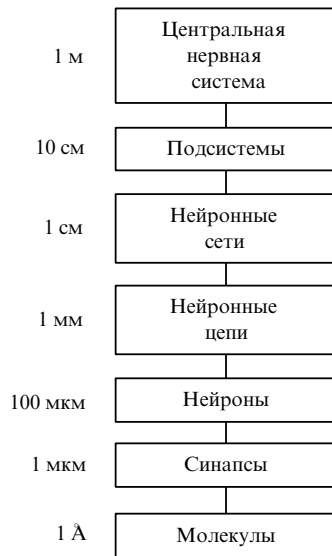 Центральная
нервная
система
1 м
10 см
Подсистемы
Нейронные
сети
1 см
Нейронные
цепи
1 мм
100 мкм
Нейроны
1 мкм
Синапсы
1 Å
Молекулы